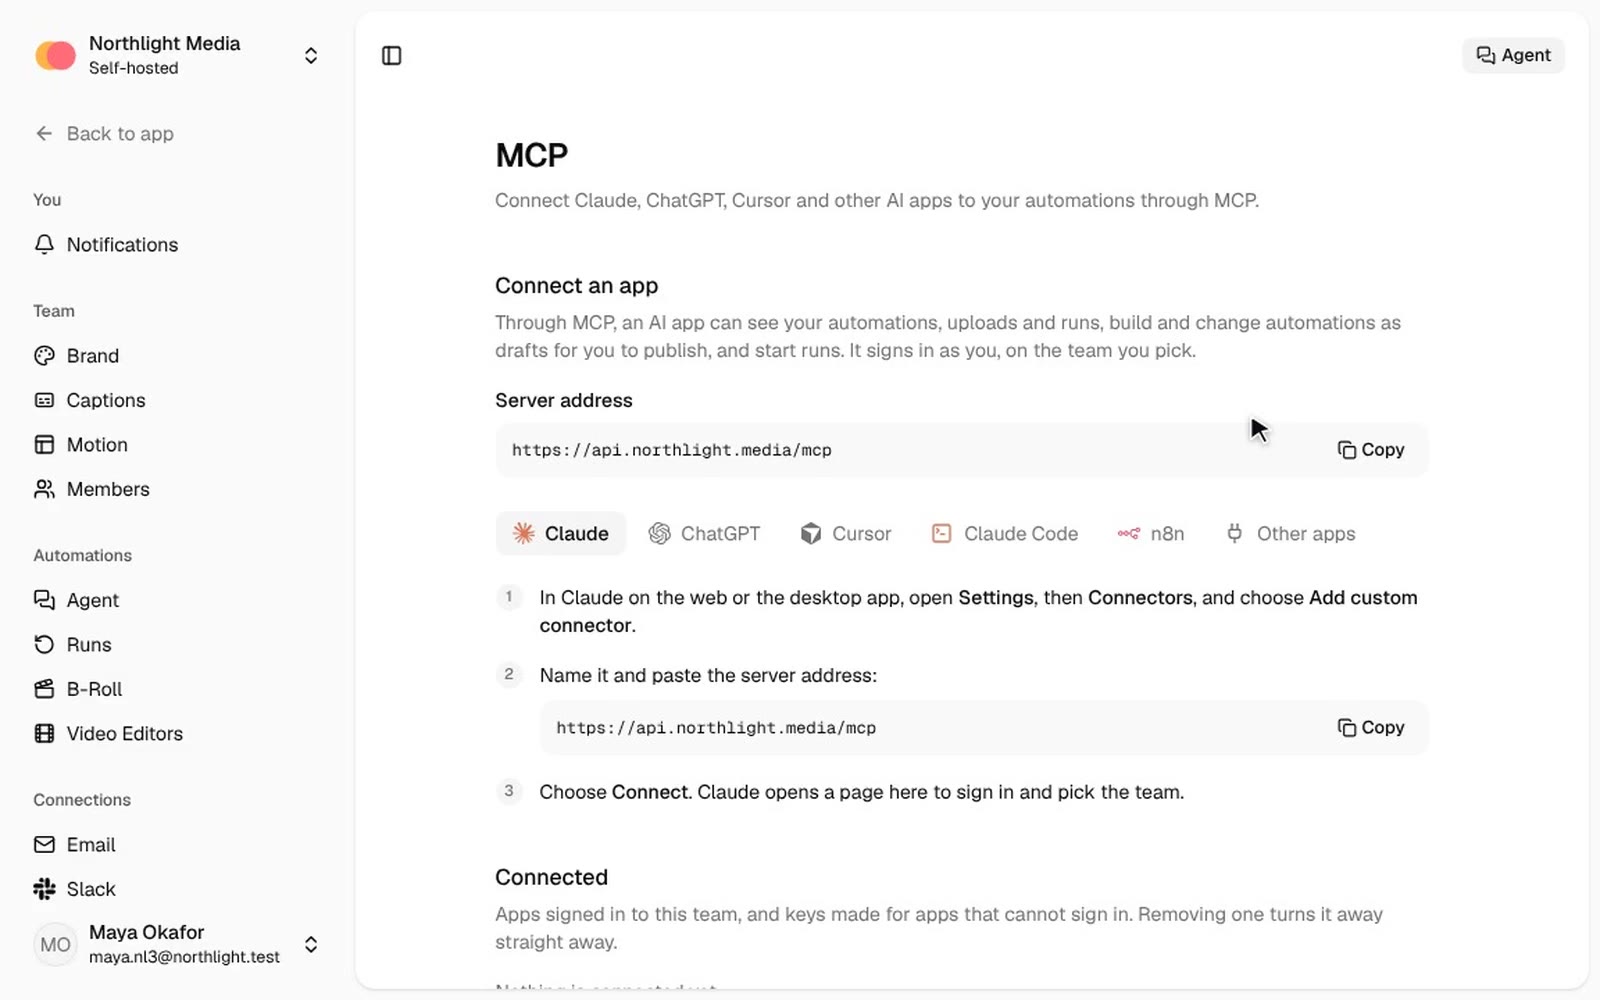 Northlight Media
Self-hosted
Back to app
You
Notifications
Team
Brand
Captions
Motion
Members
Automations
Agent
Runs
B-Roll
Video Editors
Connections
Email
Slack
MO
Maya Okafor
maya.nl3@northlight.test
Agent
MCP
Connect Claude, ChatGPT, Cursor and other AI apps to your automations through MCP.
Connect an app
Through MCP, an AI app can see your automations, uploads and runs, build and change automations as
drafts for you to publish, and start runs. It signs in as you, on the team you pick.
Server address
https://api.northlight.media/mcp Copy
Claude ChatGPT Cursor Claude Code n8n Other apps
1 In Claude on the web or the desktop app, open Settings, then Connectors, and choose Add custom
connector.
2 Name it and paste the server address:
https://api.northlight.media/mcp Copy
3 Choose Connect. Claude opens a page here to sign in and pick the team.
Connected
Apps signed in to this team, and keys made for apps that cannot sign in. Removing one turns it away
straight away.